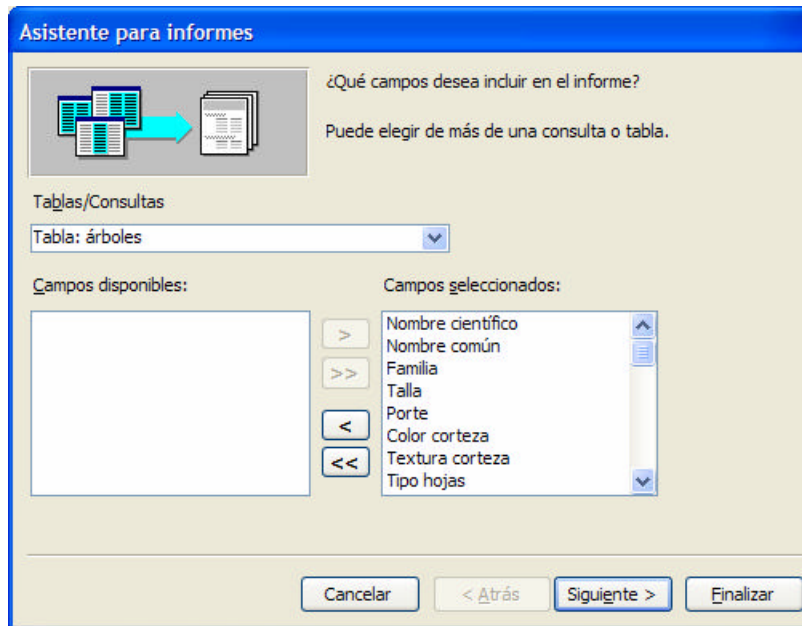 Asistente para informes
¿Qué campos desea incluir en el informe?
Puede elegir de más de una consulta o tabla.
Tablas/Consultas
Tabla: árboles
Campos disponibles:
Campos seleccionados:
>
>>
<
<<
Nombre científico
Nombre común
Familia
Talla
Porte
Color corteza
Textura corteza
Tipo hojas
Cancelar
< Atrás
Siguiente >
Finalizar